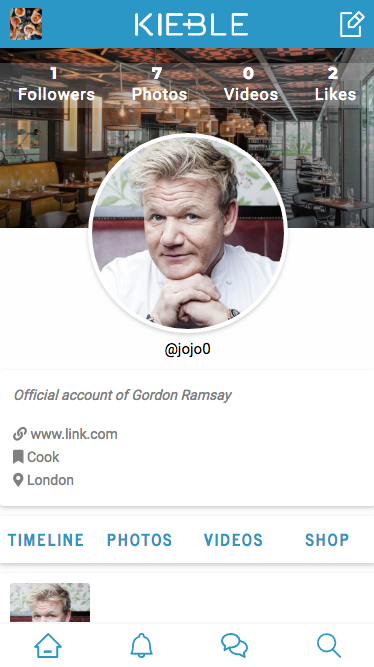 KIEBLE
1 7 0 2
Followers Photos Videos Likes
@jojo0
Official account of Gordon Ramsay
www.link.com
Cook
London
TIMELINE PHOTOS VIDEOS SHOP